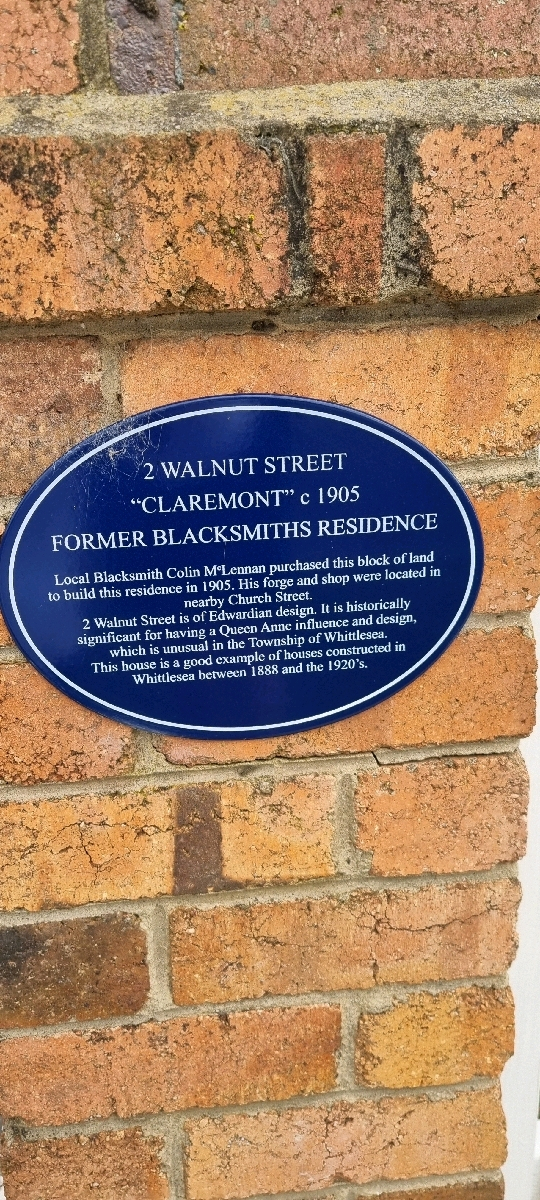 2 WALNUT STREET
“CLAREMONT” c 1905
FORMER BLACKSMITHS RESIDENCE
Local Blacksmith Colin McLennan purchased this block of land
to build this residence in 1905. His forge and shop were located in
nearby Church Street.
2 Walnut Street is of Edwardian design. It is historically
significant for having a Queen Anne influence and design,
which is unusual in the Township of Whittlesea.
This house is a good example of houses constructed in
Whittlesea between 1888 and the 1920’s.